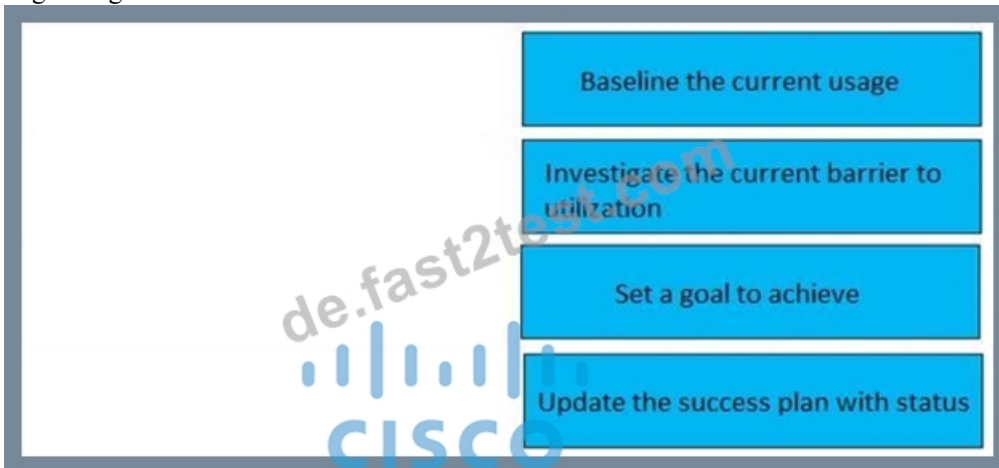 Baseline the current usage
Investigate the current barrier to
utilization
de.fast2test.com
Set a goal to achieve
Update the success plan with status
CISCO